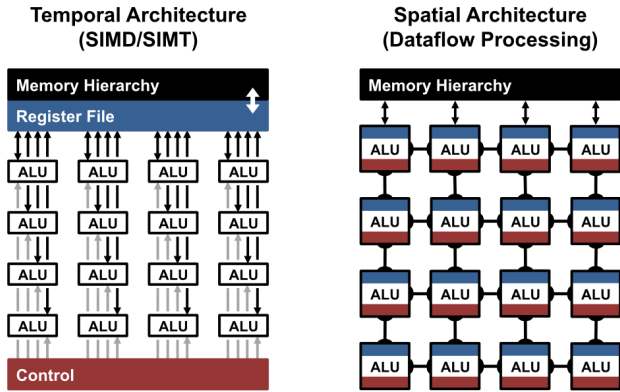 Temporal Architecture
(SIMD/SIMT)
Memory Hierarchy
Register File
ALU ALU ALU ALU
ALU ALU ALU ALU
ALU ALU ALU ALU
ALU ALU ALU ALU
Control
Spatial Architecture
(Dataflow Processing)
Memory Hierarchy
ALU ALU ALU ALU
ALU ALU ALU ALU
ALU ALU ALU ALU
ALU ALU ALU ALU